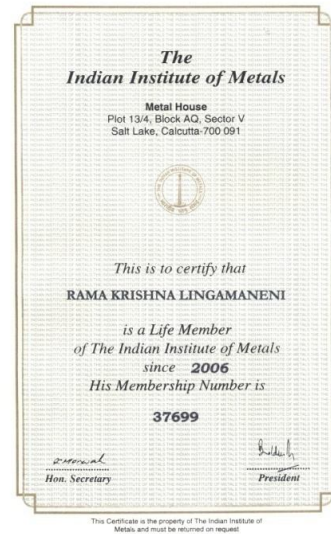 The
Indian Institute of Metals
Metal House
Plot 13/4, Block AQ, Sector V
Salt Lake, Calcutta-700 091
This is to certify that
RAMA KRISHNA LINGAMANENI
is a Life Member
of The Indian Institute of Metals
since 2006
His Membership Number is
37699
Hon. Secretary
President
This Certificate is the property of The Indian Institute of
Metals and must be returned on request